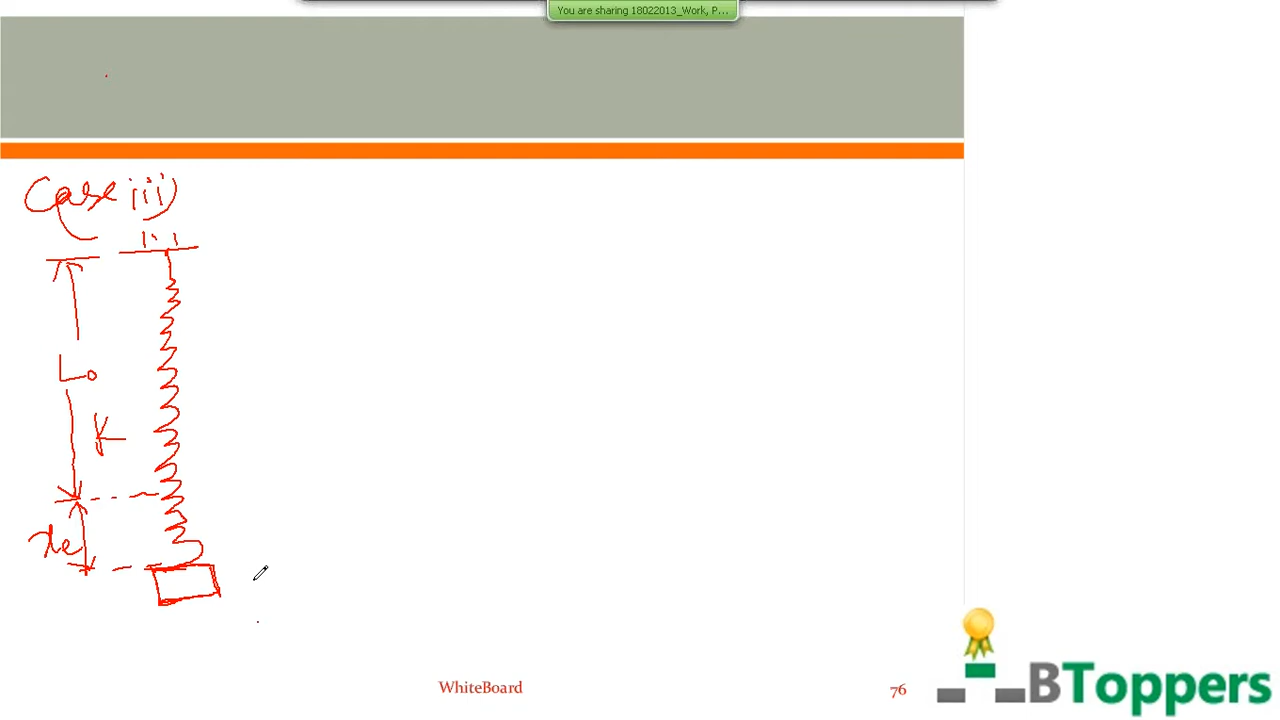 You are sharing 18022013_Work, P...
Case iii)
L₀
K
xe
WhiteBoard
76
BToppers